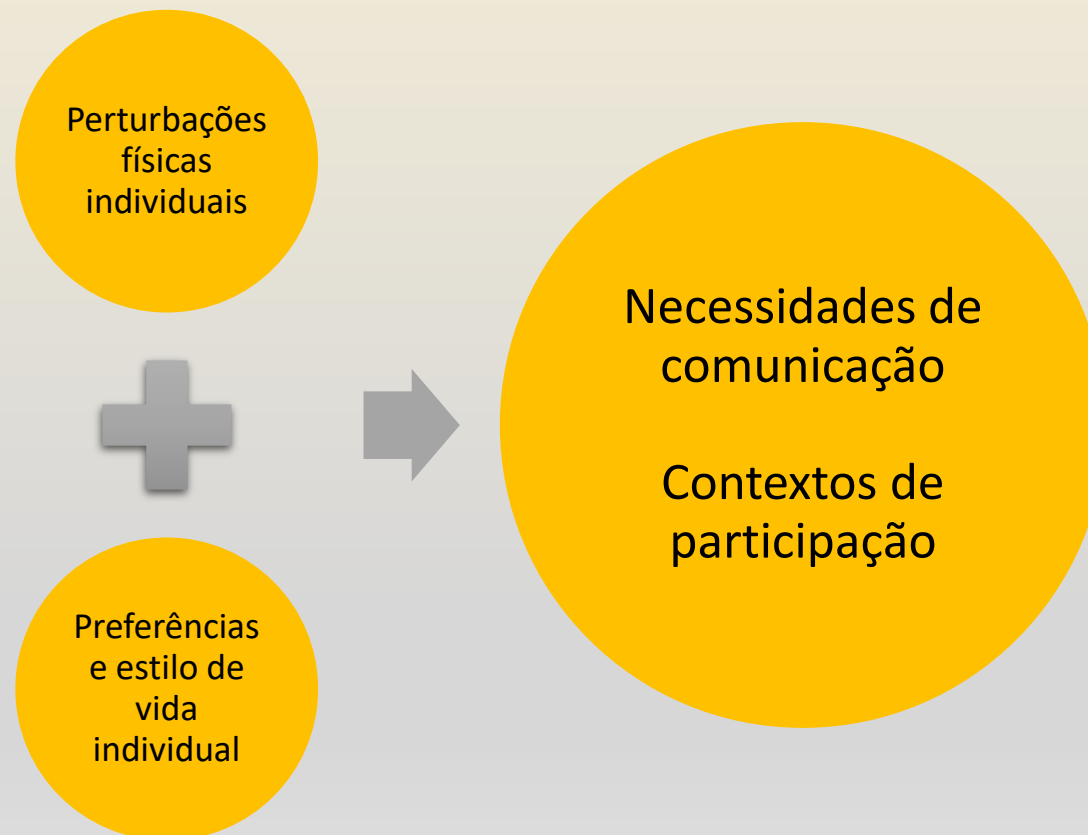 Perturbações
físicas
individuais
Preferências
e estilo de
vida
individual
Necessidades de
comunicação
Contextos de
participação